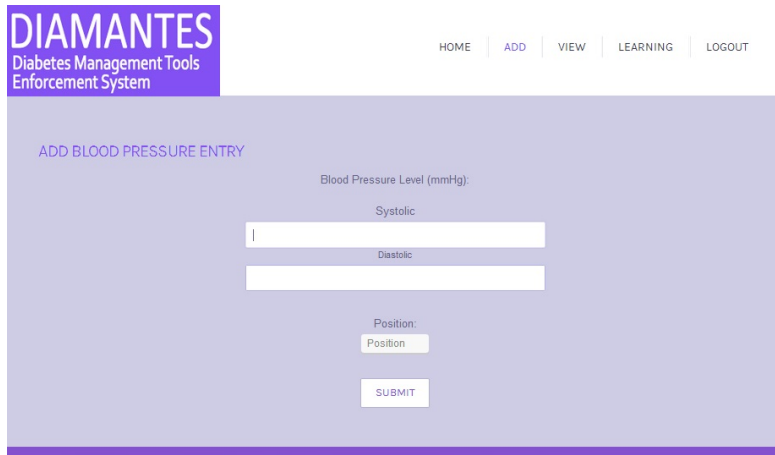 DIAMANTES
Diabetes Management Tools
Enforcement System
HOME ADD VIEW LEARNING LOGOUT
ADD BLOOD PRESSURE ENTRY
Blood Pressure Level (mmHg):
Systolic
Diastolic
Position:
Position
SUBMIT